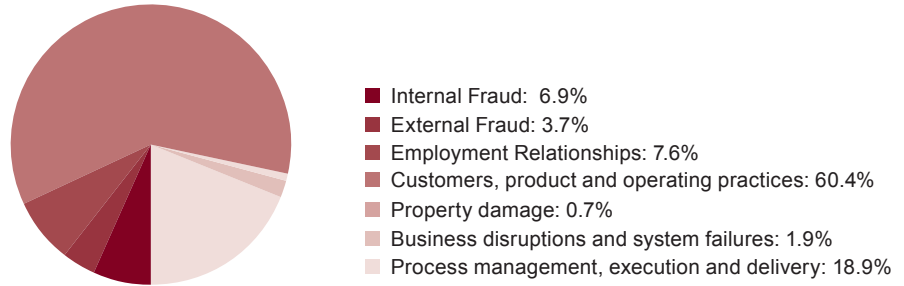 Internal Fraud: 6.9%
External Fraud: 3.7%
Employment Relationships: 7.6%
Customers, product and operating practices: 60.4%
Property damage: 0.7%
Business disruptions and system failures: 1.9%
Process management, execution and delivery: 18.9%